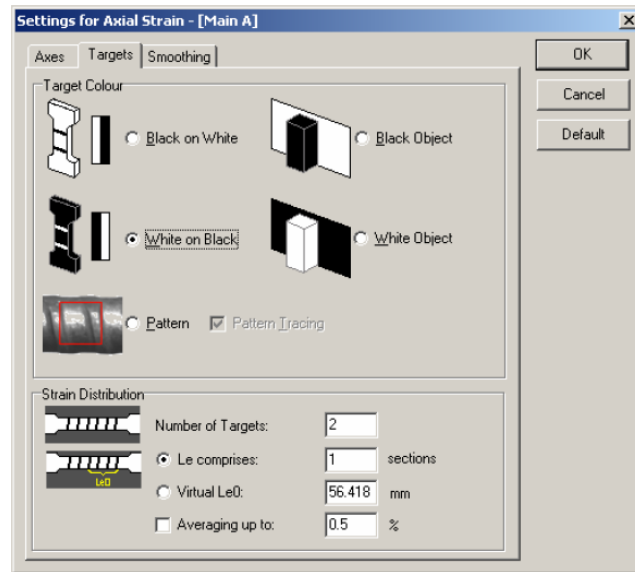 Settings for Axial Strain - [Main A]
Axes Targets Smoothing
OK
Cancel
Default
Target Colour
Black on White
Black Object
White on Black
White Object
Pattern
Pattern Tracing
Strain Distribution
Number of Targets: 2
Le comprises: 1 sections
Le0
Virtual Le0: 56.418 mm
Averaging up to: 0.5 %